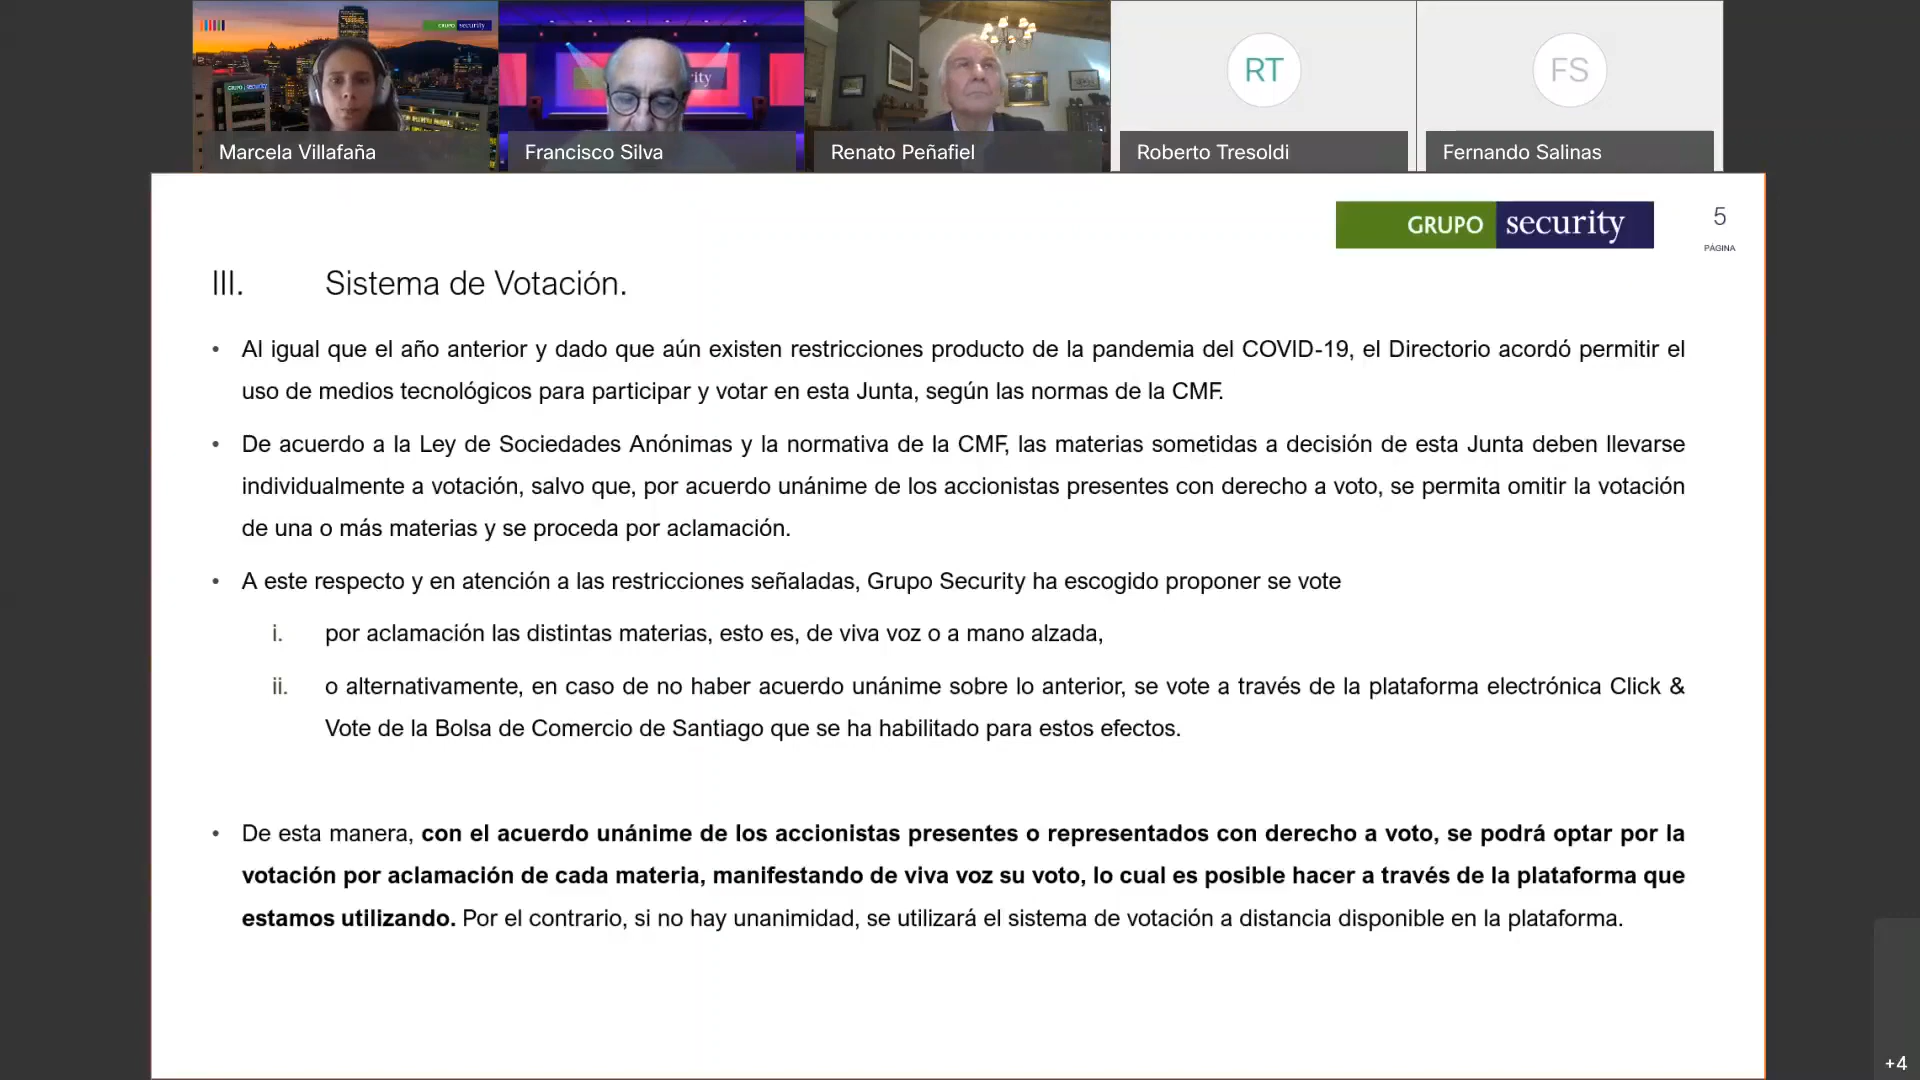 GRUPO security
GRUPO security
rity
Marcela Villafaña
Francisco Silva
Renato Peñafiel
RT
Roberto Tresoldi
FS
Fernando Salinas
GRUPO security
5
PÁGINA
III. Sistema de Votación.
• Al igual que el año anterior y dado que aún existen restricciones producto de la pandemia del COVID-19, el Directorio acordó permitir el
uso de medios tecnológicos para participar y votar en esta Junta, según las normas de la CMF.
• De acuerdo a la Ley de Sociedades Anónimas y la normativa de la CMF, las materias sometidas a decisión de esta Junta deben llevarse
individualmente a votación, salvo que, por acuerdo unánime de los accionistas presentes con derecho a voto, se permita omitir la votación
de una o más materias y se proceda por aclamación.
• A este respecto y en atención a las restricciones señaladas, Grupo Security ha escogido proponer se vote
i. por aclamación las distintas materias, esto es, de viva voz o a mano alzada,
ii. o alternativamente, en caso de no haber acuerdo unánime sobre lo anterior, se vote a través de la plataforma electrónica Click &
Vote de la Bolsa de Comercio de Santiago que se ha habilitado para estos efectos.
• De esta manera, con el acuerdo unánime de los accionistas presentes o representados con derecho a voto, se podrá optar por la
votación por aclamación de cada materia, manifestando de viva voz su voto, lo cual es posible hacer a través de la plataforma que
estamos utilizando. Por el contrario, si no hay unanimidad, se utilizará el sistema de votación a distancia disponible en la plataforma.
+4